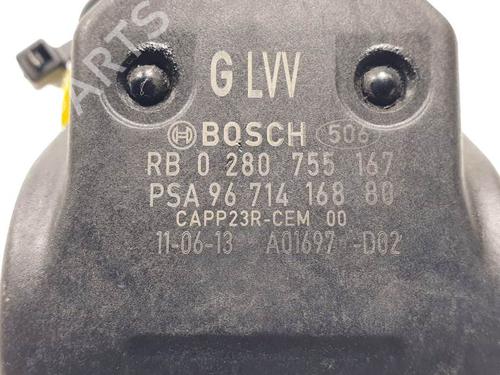 G LVV
BOSCH 506
RB 0 280 755 167
PSA 96 714 168 80
CAPP23R-CEM 00
11-06-13 A01697 -D02